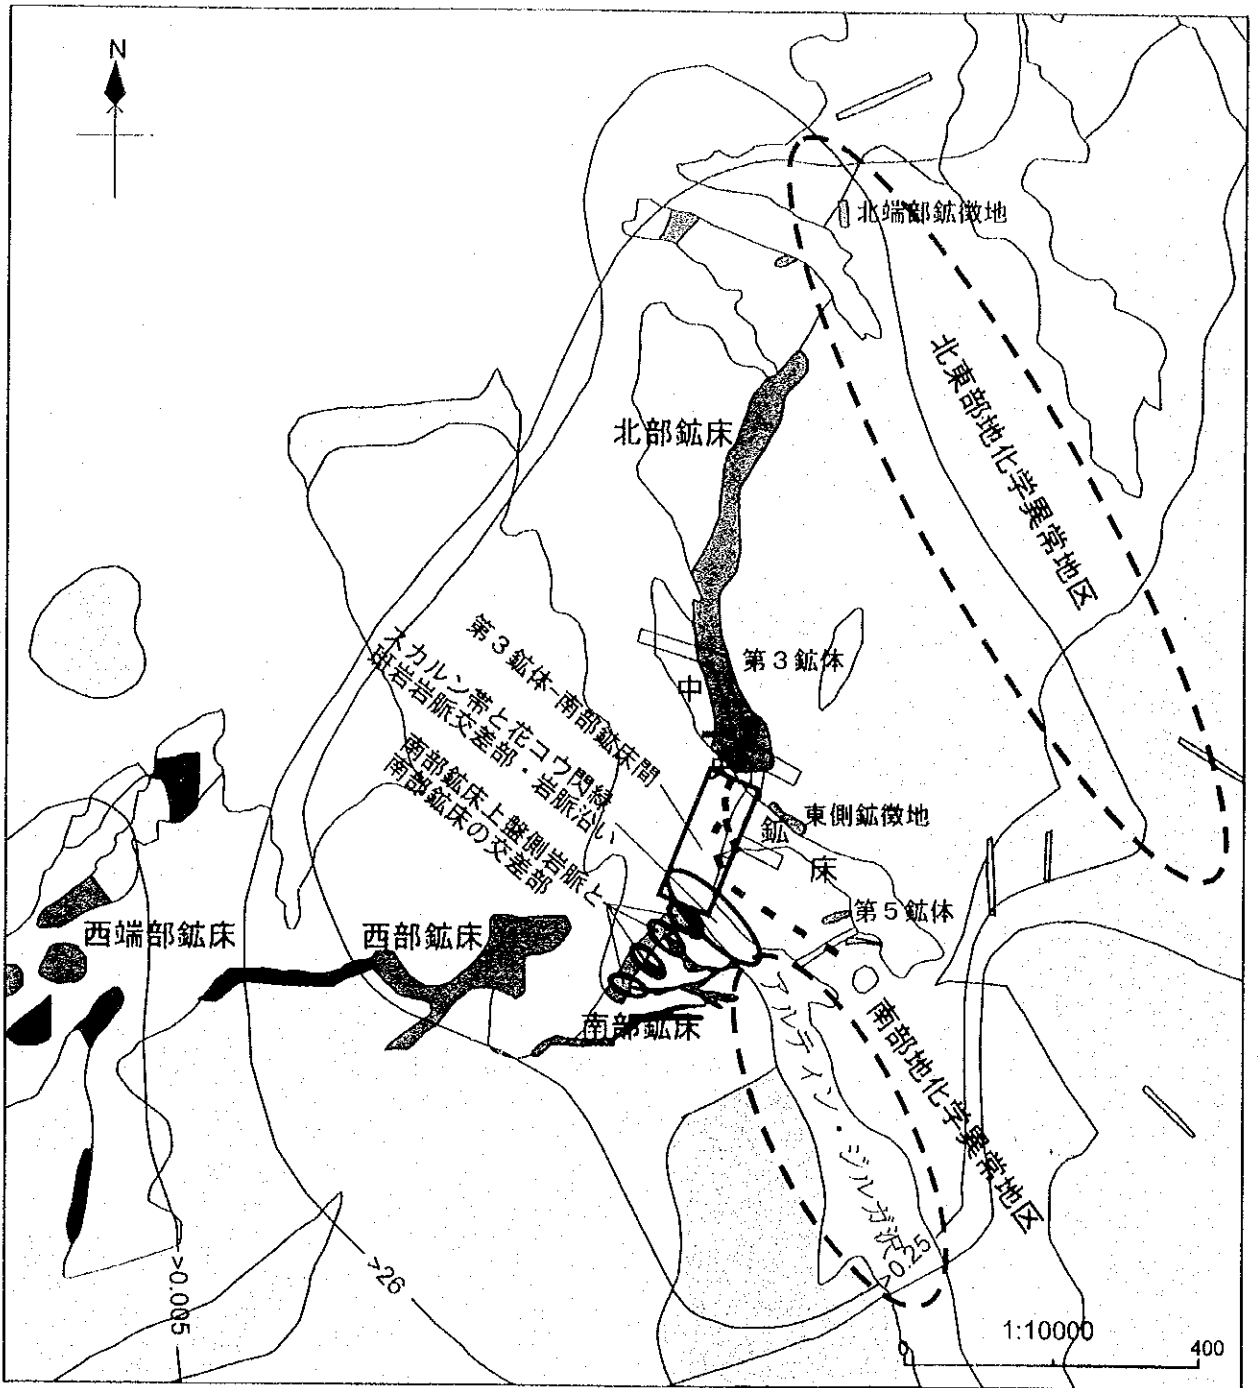 N
北端部鉱徴地
北東部地化学異常地区
北部鉱床
第3鉱体-南部鉱床間
スカルン帯と花コウ閃緑
斑岩岩脈交差部・岩脈沿い
南部鉱床上盤側岩脈と
南部鉱床の交差部
第3鉱体
中
鉱
床
東側鉱徴地
第5鉱体
西端部鉱床
西部鉱床
南部鉱床
アルティン・ジルガ沢
南部地化学異常地区
>0.005
>26
>0.25
1:10000
0
400